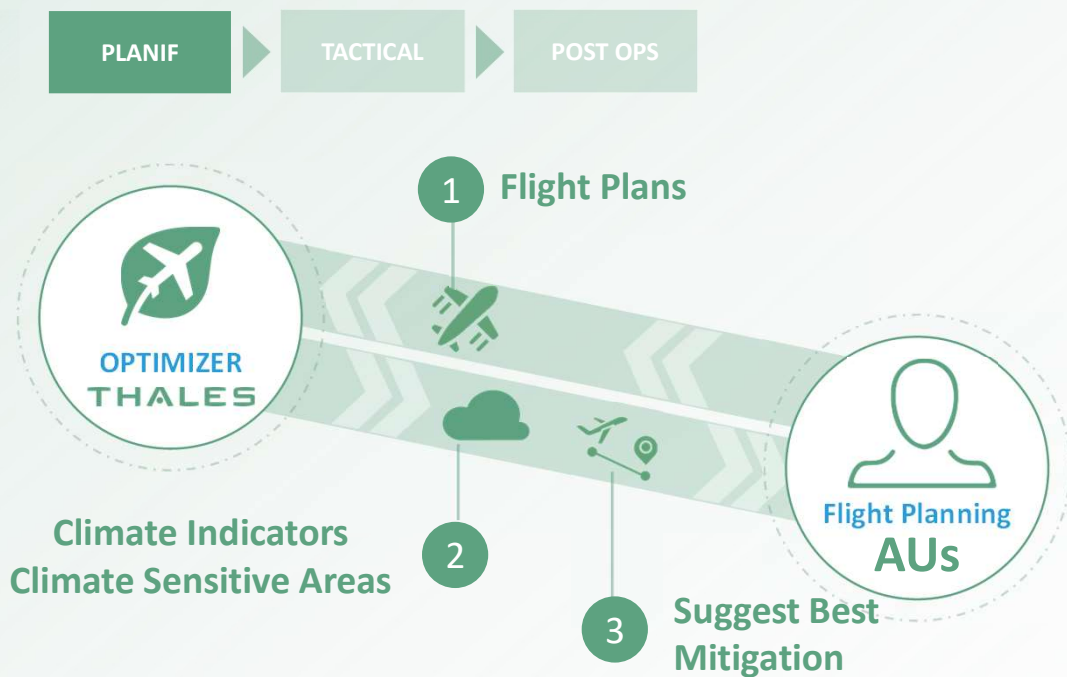 PLANIF
TACTICAL
POST OPS
1
Flight Plans
OPTIMIZER
THALES
Flight Planning
AUs
Climate Indicators
Climate Sensitive Areas
2
3
Suggest Best
Mitigation